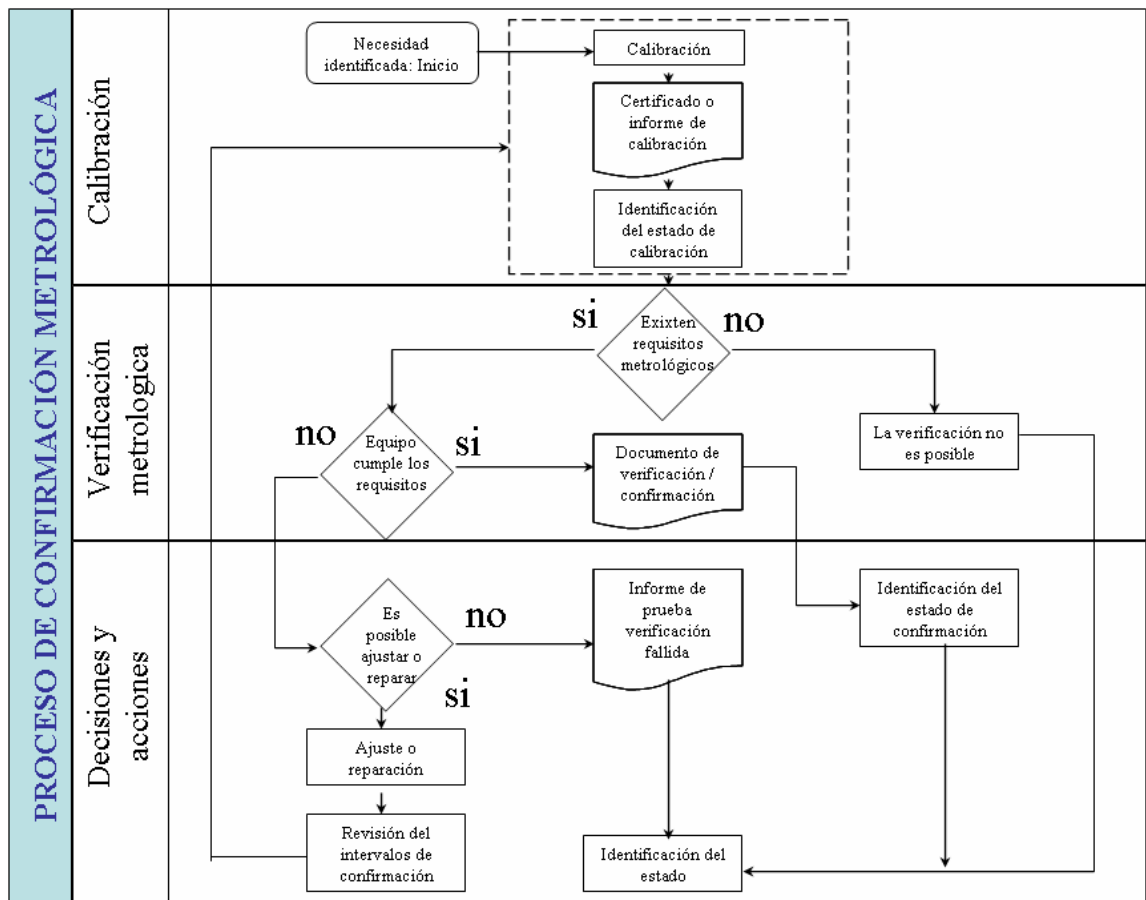 PROCESO DE CONFIRMACIÓN METROLÓGICA
Calibración
Necesidad
identificada: Inicio
Calibración
Certificado o
informe de
calibración
Identificación
del estado de
calibración
Verificación
metrologica
si
no
Exixten
requisitos
metrológicos
no
si
Equipo
cumple los
requisitos
Documento de
verificación /
confirmación
La verificación no
es posible
Decisiones y
acciones
Es
posible
ajustar o
reparar
no
si
Informe de
prueba
verificación
fallida
Identificación del
estado de
confirmación
Ajuste o
reparación
Revisión del
intervalos de
confirmación
Identificación del
estado